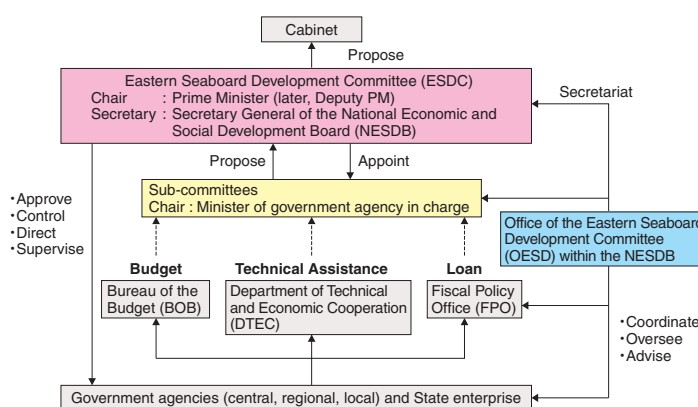 Cabinet
Propose
Eastern Seaboard Development Committee (ESDC)
Chair : Prime Minister (later, Deputy PM)
Secretary : Secretary General of the National Economic and
Social Development Board (NESDB)
Secretariat
Propose
Appoint
・Approve
・Control
・Direct
・Supervise
Sub-committees
Chair : Minister of government agency in charge
Office of the Eastern Seaboard
Development Committee
(OESD) within the NESDB
Budget
Bureau of the
Budget (BOB)
Technical Assistance
Department of Technical
and Economic Cooperation
(DTEC)
Loan
Fiscal Policy
Office (FPO)
・Coordinate
・Oversee
・Advise
Government agencies (central, regional, local) and State enterprise